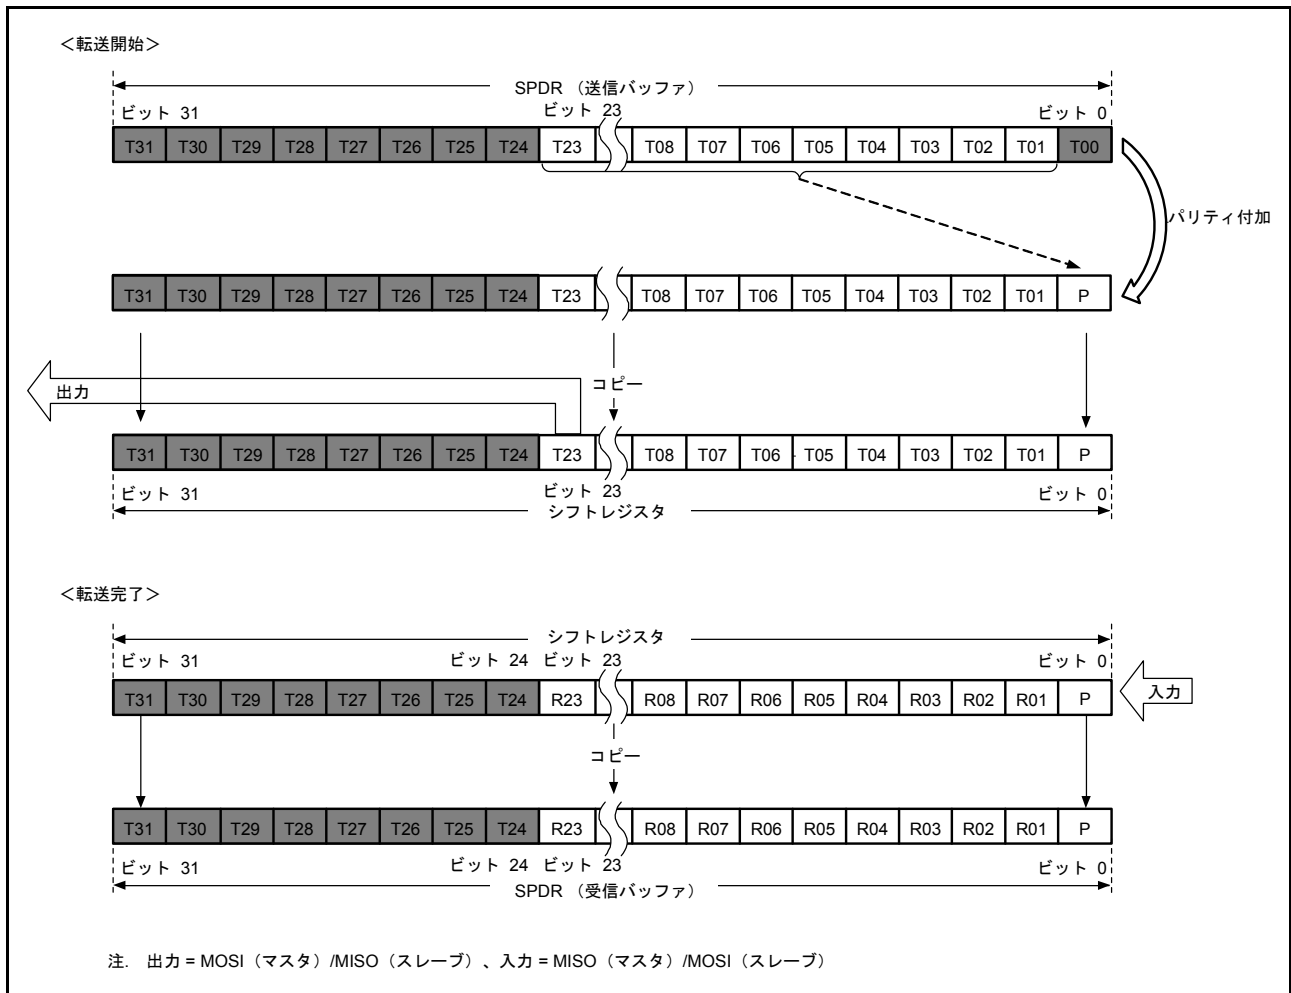 ＜転送開始＞
SPDR （送信バッファ）
ビット 31 ビット 23 ビット 0
T31 T30 T29 T28 T27 T26 T25 T24 T23 T08 T07 T06 T05 T04 T03 T02 T01 T00
パリティ付加
T31 T30 T29 T28 T27 T26 T25 T24 T23 T08 T07 T06 T05 T04 T03 T02 T01 P
出力 コピー
T31 T30 T29 T28 T27 T26 T25 T24 T23 T08 T07 T06 T05 T04 T03 T02 T01 P
ビット 31 ビット 23 ビット 0
シフトレジスタ
＜転送完了＞
シフトレジスタ
ビット 31 ビット 24 ビット 23 ビット 0
T31 T30 T29 T28 T27 T26 T25 T24 R23 R08 R07 R06 R05 R04 R03 R02 R01 P 入力
コピー
T31 T30 T29 T28 T27 T26 T25 T24 R23 R08 R07 R06 R05 R04 R03 R02 R01 P
ビット 31 ビット 24 ビット 23 ビット 0
SPDR （受信バッファ）
注. 出力 = MOSI（マスタ）/MISO（スレーブ）、入力 = MISO（マスタ）/MOSI（スレーブ）